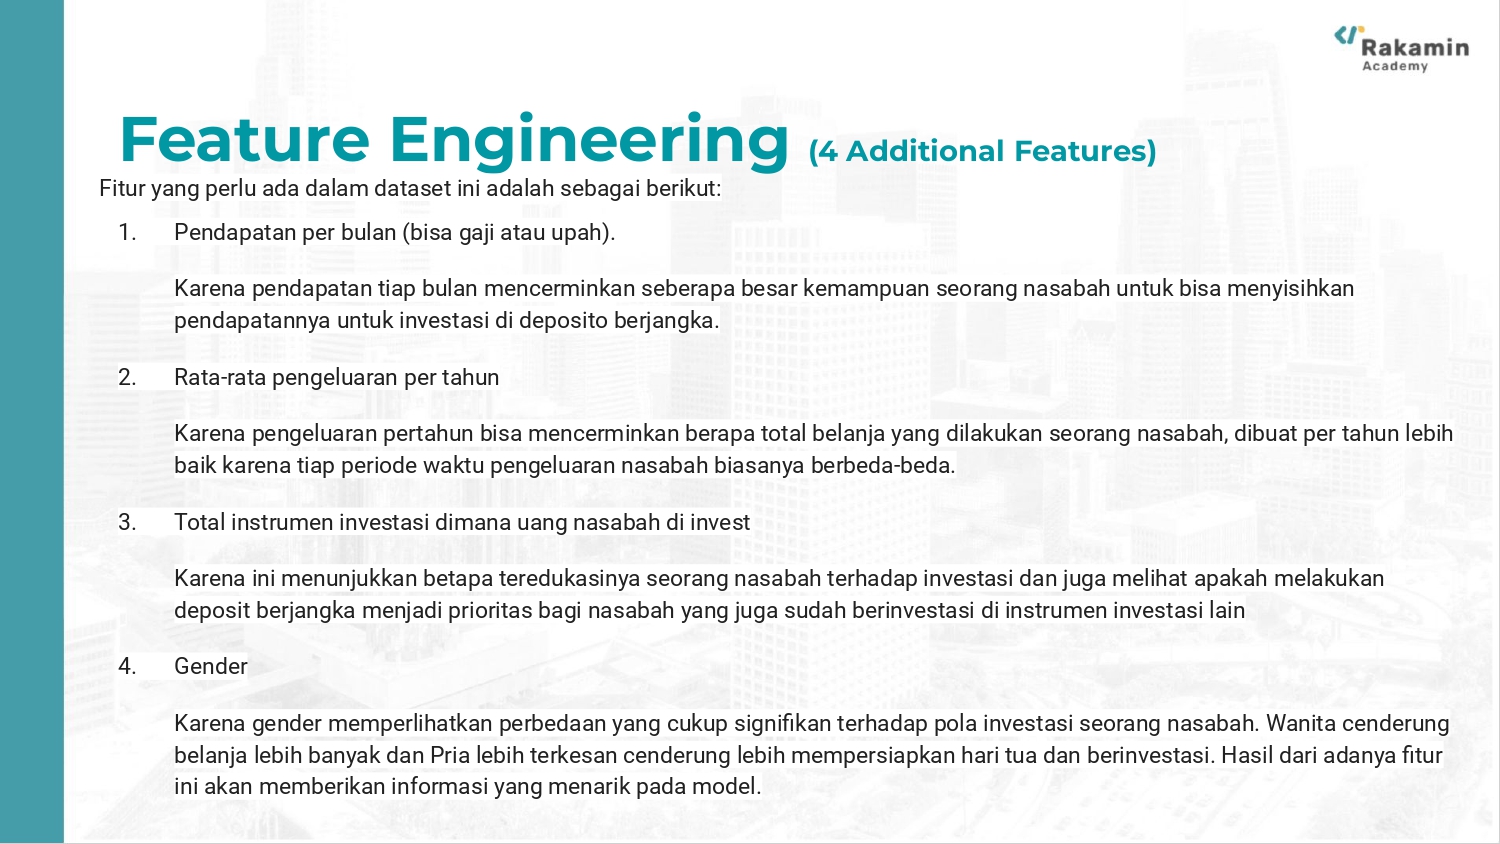 Rakamin
Academy
Feature Engineering (4 Additional Features)
Fitur yang perlu ada dalam dataset ini adalah sebagai berikut:
1. Pendapatan per bulan (bisa gaji atau upah).
Karena pendapatan tiap bulan mencerminkan seberapa besar kemampuan seorang nasabah untuk bisa menyisihkan
pendapatannya untuk investasi di deposito berjangka.
2. Rata-rata pengeluaran per tahun
Karena pengeluaran pertahun bisa mencerminkan berapa total belanja yang dilakukan seorang nasabah, dibuat per tahun lebih
baik karena tiap periode waktu pengeluaran nasabah biasanya berbeda-beda.
3. Total instrumen investasi dimana uang nasabah di invest
Karena ini menunjukkan betapa teredukasinya seorang nasabah terhadap investasi dan juga melihat apakah melakukan
deposit berjangka menjadi prioritas bagi nasabah yang juga sudah berinvestasi di instrumen investasi lain
4. Gender
Karena gender memperlihatkan perbedaan yang cukup signifikan terhadap pola investasi seorang nasabah. Wanita cenderung
belanja lebih banyak dan Pria lebih terkesan cenderung lebih mempersiapkan hari tua dan berinvestasi. Hasil dari adanya fitur
ini akan memberikan informasi yang menarik pada model.